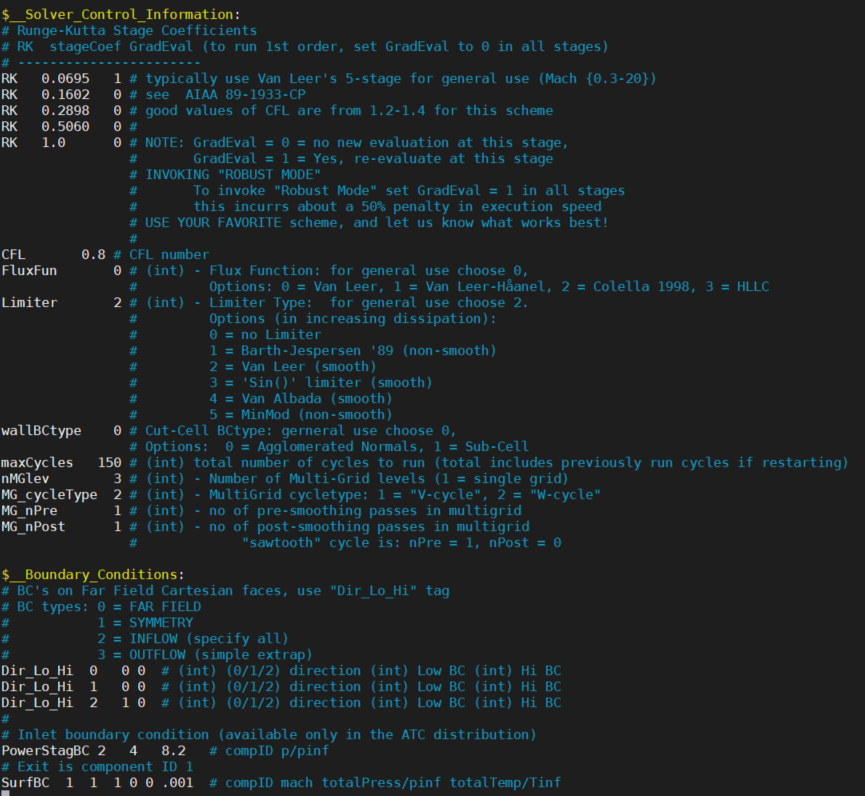 $__Solver_Control_Information:
# Runge-Kutta Stage Coefficients
# RK  stageCoef GradEval (to run 1st order, set GradEval to 0 in all stages)
# -----------------------
RK   0.0695   1 # typically use Van Leer's 5-stage for general use (Mach {0.3-20})
RK   0.1602   0 # see  AIAA 89-1933-CP
RK   0.2898   0 # good values of CFL are from 1.2-1.4 for this scheme
RK   0.5060   0 #
RK   1.0      0 # NOTE: GradEval = 0 = no new evaluation at this stage,
                #       GradEval = 1 = Yes, re-evaluate at this stage
                # INVOKING "ROBUST MODE"
                #       To invoke "Robust Mode" set GradEval = 1 in all stages
                #       this incurrs about a 50% penalty in execution speed
                # USE YOUR FAVORITE scheme, and let us know what works best!
                #
CFL       0.8 # CFL number
FluxFun       0 # (int) - Flux Function: for general use choose 0,
                #         Options: 0 = Van Leer, 1 = Van Leer-Håanel, 2 = Colella 1998, 3 = HLLC
Limiter       2 # (int) - Limiter Type:  for general use choose 2.
                #         Options (in increasing dissipation):
                #         0 = no Limiter
                #         1 = Barth-Jespersen '89 (non-smooth)
                #         2 = Van Leer (smooth)
                #         3 = 'Sin()' limiter (smooth)
                #         4 = Van Albada (smooth)
                #         5 = MinMod (non-smooth)
wallBCtype    0 # Cut-Cell BCtype: gerneral use choose 0,
                # Options:  0 = Agglomerated Normals, 1 = Sub-Cell
maxCycles   150 # (int) total number of cycles to run (total includes previously run cycles if restarting)
nMGlev        3 # (int) - Number of Multi-Grid levels (1 = single grid)
MG_cycleType  2 # (int) - MultiGrid cycletype: 1 = "V-cycle", 2 = "W-cycle"
MG_nPre       1 # (int) - no of pre-smoothing passes in multigrid
MG_nPost      1 # (int) - no of post-smoothing passes in multigrid
                #             "sawtooth" cycle is: nPre = 1, nPost = 0
$__Boundary_Conditions:
# BC's on Far Field Cartesian faces, use "Dir_Lo_Hi" tag
# BC types: 0 = FAR FIELD
#           1 = SYMMETRY
#           2 = INFLOW (specify all)
#           3 = OUTFLOW (simple extrap)
Dir_Lo_Hi  0   0 0  # (int) (0/1/2) direction (int) Low BC (int) Hi BC
Dir_Lo_Hi  1   0 0  # (int) (0/1/2) direction (int) Low BC (int) Hi BC
Dir_Lo_Hi  2   1 0  # (int) (0/1/2) direction (int) Low BC (int) Hi BC
#
# Inlet boundary condition (available only in the ATC distribution)
PowerStagBC 2   4   8.2   # compID p/pinf
# Exit is component ID 1
SurfBC  1  1  1 0 0 .001  # compID mach totalPress/pinf totalTemp/Tinf